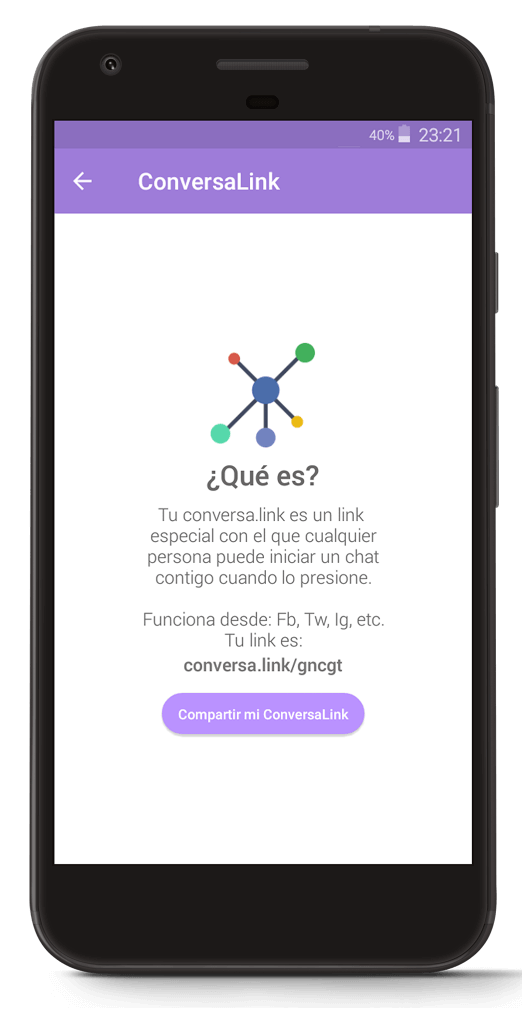 40% 23:21
ConversaLink
¿Qué es?
Tu conversa.link es un link
especial con el que cualquier
persona puede iniciar un chat
contigo cuando lo presione.
Funciona desde: Fb, Tw, Ig, etc.
Tu link es:
conversa.link/gncgt
Compartir mi ConversaLink